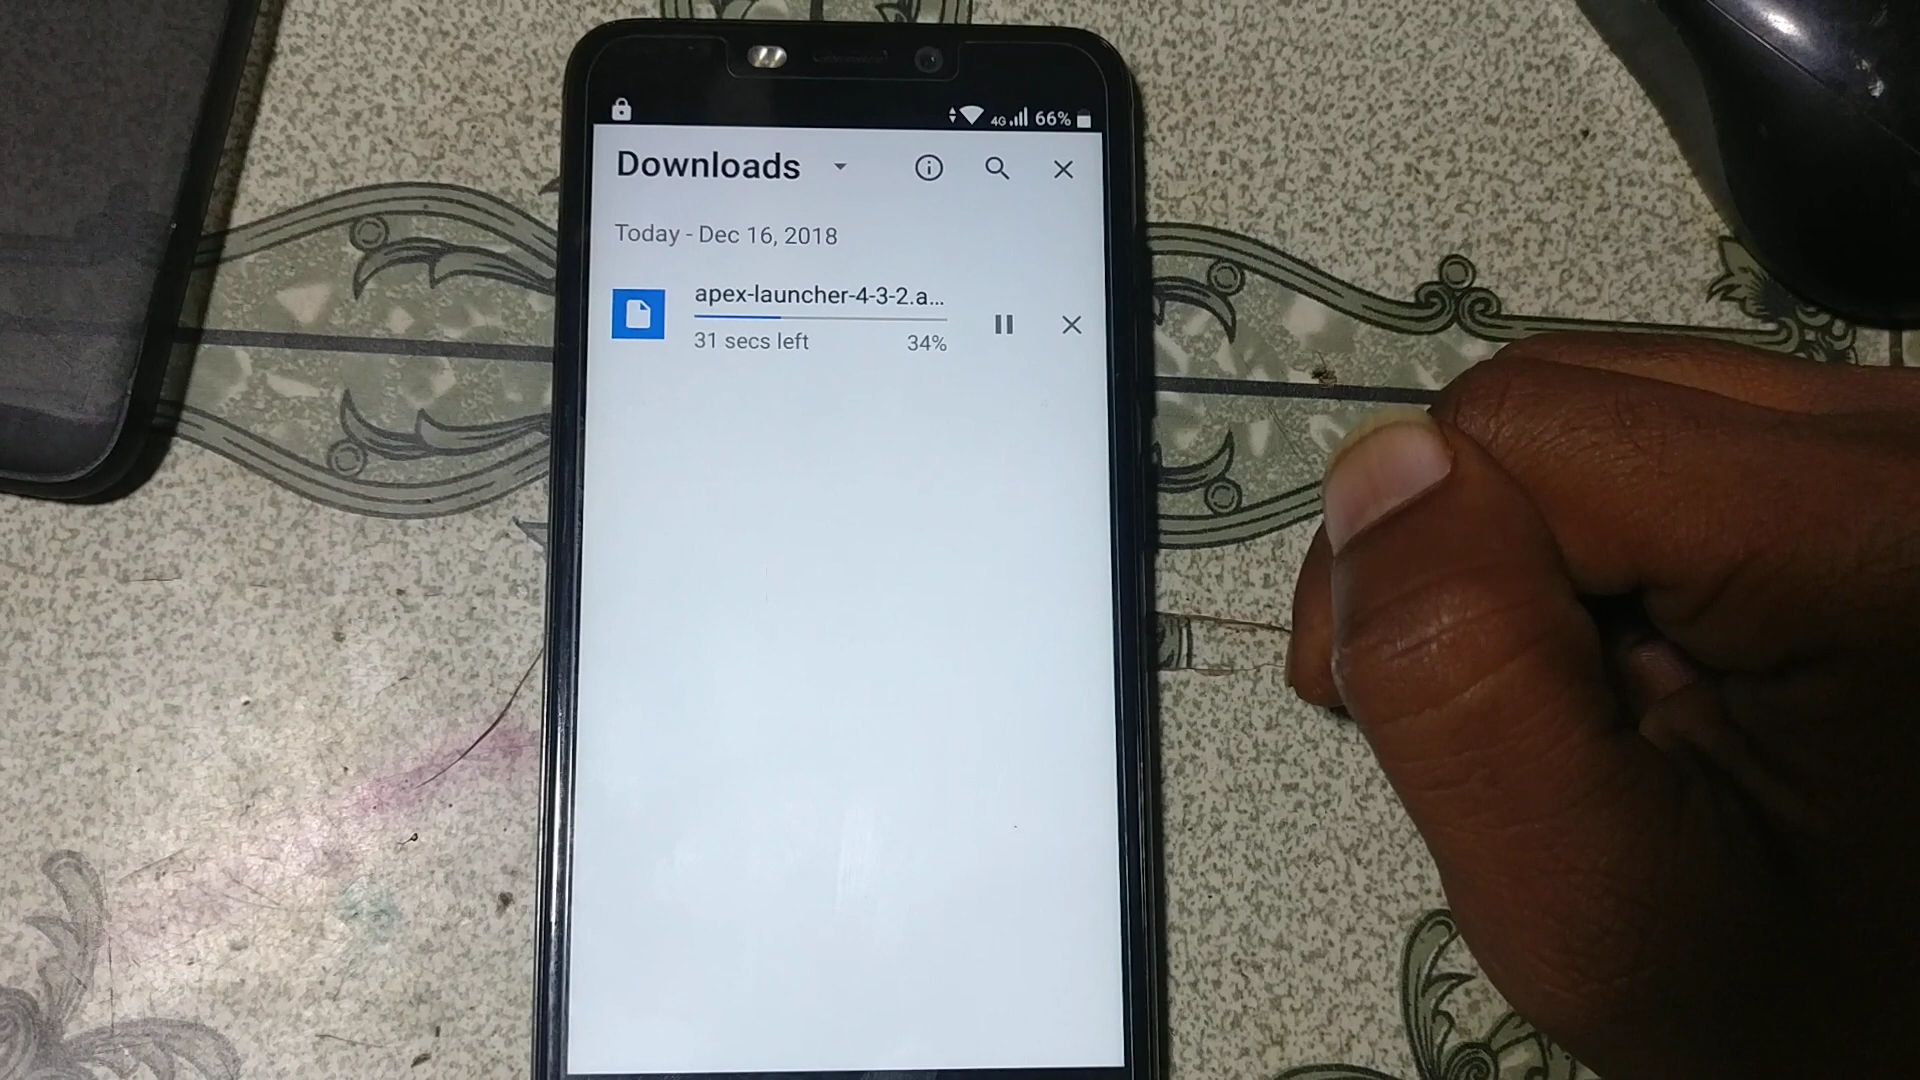 4G 66%
Downloads
Today - Dec 16, 2018
apex-launcher-4-3-2.a...
31 secs left 34%